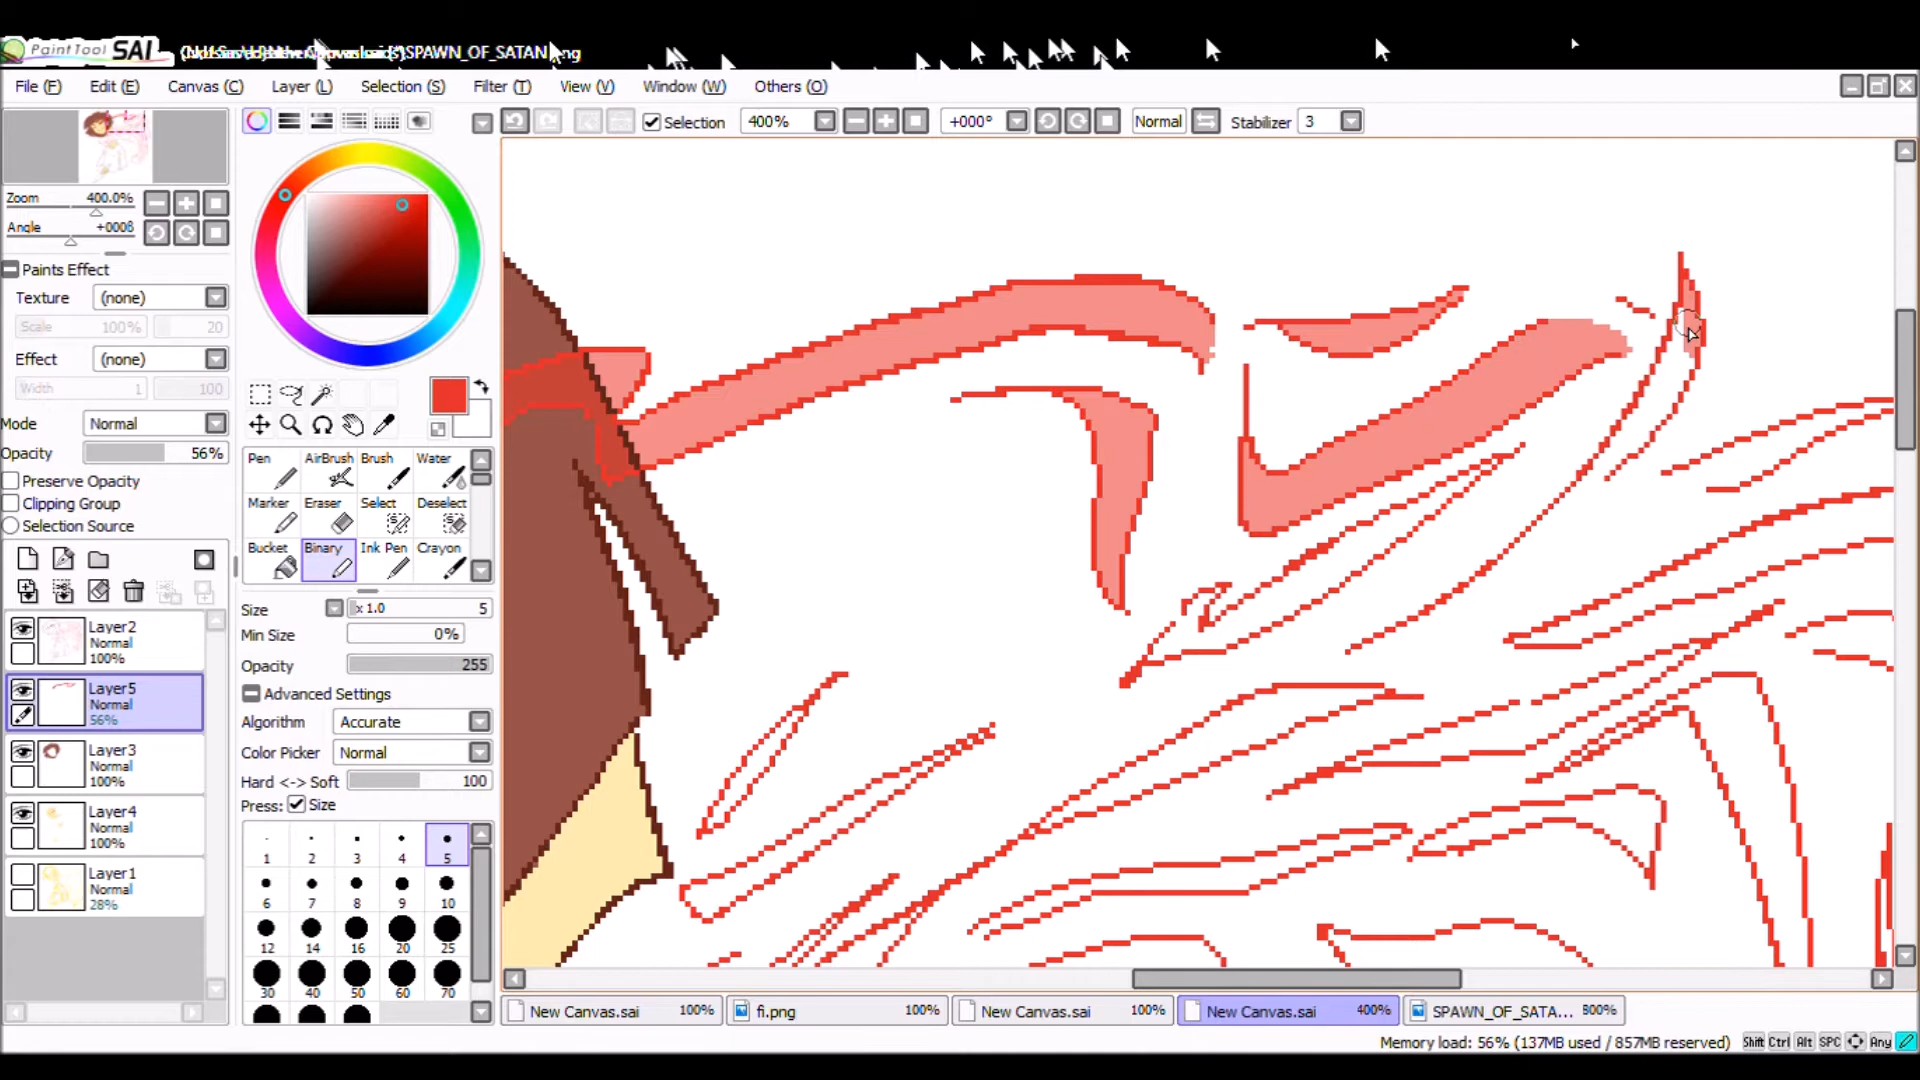 PaintTool SAI SPAWN_OF_SATAN.png
File (F) Edit (E) Canvas (C) Layer (L) Selection (S) Filter (T) View (V) Window (W) Others (O)
Selection 400% +000° Normal Stabilizer 3
Zoom 400.0%
Angle
Paints Effect
Texture (none)
Scale 100% 20
Effect (none)
Width 1 100
Mode Normal
Opacity 56%
Preserve Opacity
Clipping Group
Selection Source
Layer2
Normal
100%
Layer5
Normal
56%
Layer3
Normal
100%
Layer4
Normal
100%
Layer1
Normal
28%
Pen AirBrush Brush Water
Marker Eraser Select Deselect
Bucket Binary Ink Pen Crayon
Size x 1.0 5
Min Size 0%
Opacity 255
Advanced Settings
Algorithm Accurate
Color Picker Normal
Hard <-> Soft 100
Press: Size
1 2 3 4 5
6 7 8 9 10
12 14 16 20 25
30 40 50 60 70
New Canvas.sai 100% fi.png 100% New Canvas.sai 100% New Canvas.sai 400% SPAWN_OF_SATA... 800%
Memory load: 56% (137MB used / 857MB reserved) Shift Ctrl Alt SPC Any